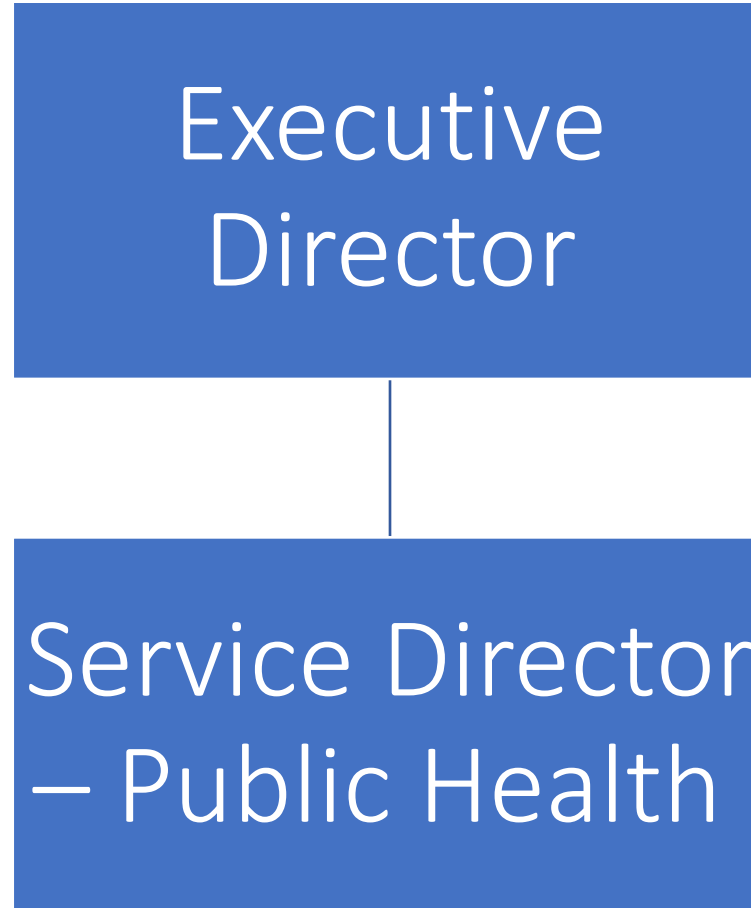 Executive
Director
Service Director
– Public Health